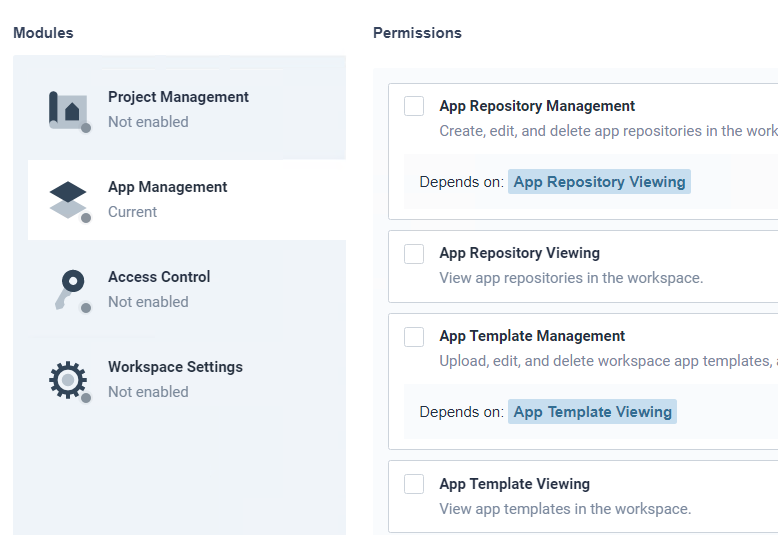 Modules
Project Management
Not enabled
App Management
Current
Access Control
Not enabled
Workspace Settings
Not enabled
Permissions
App Repository Management
Create, edit, and delete app repositories in the
Depends on: App Repository Viewing
App Repository Viewing
View app repositories in the workspace.
App Template Management
Upload, edit, and delete workspace app templates,
Depends on: App Template Viewing
App Template Viewing
View app templates in the workspace.